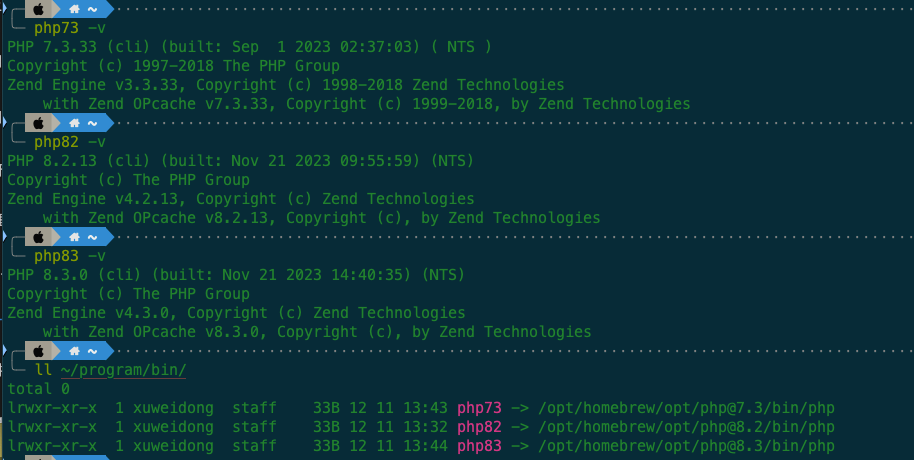 ~
php73 -v
PHP 7.3.33 (cli) (built: Sep  1 2023 02:37:03) ( NTS )
Copyright (c) 1997-2018 The PHP Group
Zend Engine v3.3.33, Copyright (c) 1998-2018 Zend Technologies
    with Zend OPcache v7.3.33, Copyright (c) 1999-2018, by Zend Technologies
~
php82 -v
PHP 8.2.13 (cli) (built: Nov 21 2023 09:55:59) (NTS)
Copyright (c) The PHP Group
Zend Engine v4.2.13, Copyright (c) Zend Technologies
    with Zend OPcache v8.2.13, Copyright (c), by Zend Technologies
~
php83 -v
PHP 8.3.0 (cli) (built: Nov 21 2023 14:40:35) (NTS)
Copyright (c) The PHP Group
Zend Engine v4.3.0, Copyright (c) Zend Technologies
    with Zend OPcache v8.3.0, Copyright (c), by Zend Technologies
~
ll ~/program/bin/
total 0
lrwxr-xr-x  1 xuweidong  staff    33B 12 11 13:43 php73 -> /opt/homebrew/opt/php@7.3/bin/php
lrwxr-xr-x  1 xuweidong  staff    33B 12 11 13:32 php82 -> /opt/homebrew/opt/php@8.2/bin/php
lrwxr-xr-x  1 xuweidong  staff    33B 12 11 13:44 php83 -> /opt/homebrew/opt/php@8.3/bin/php